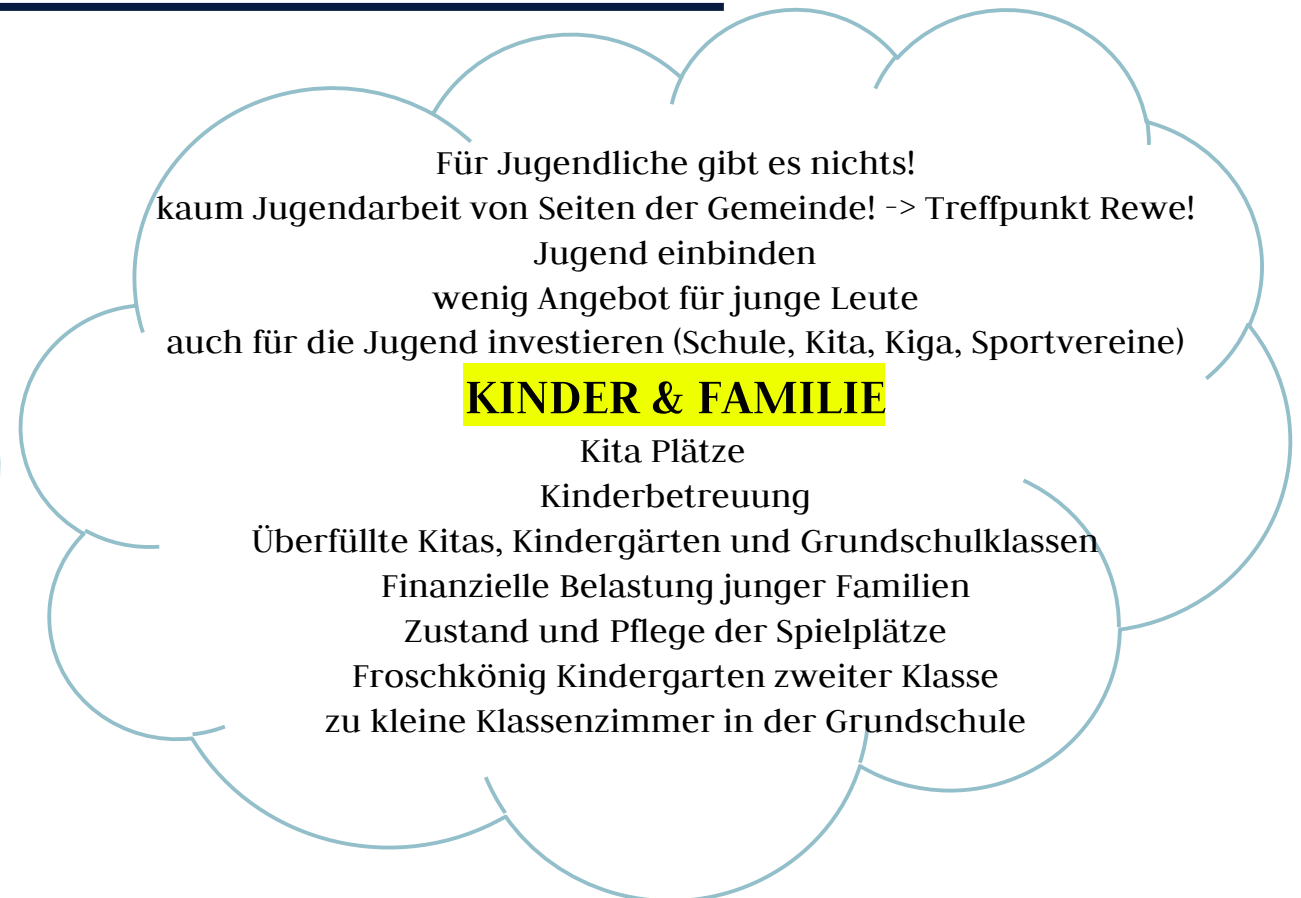 Für Jugendliche gibt es nichts!
kaum Jugendarbeit von Seiten der Gemeinde! -> Treffpunkt Rewe!
Jugend einbinden
wenig Angebot für junge Leute
auch für die Jugend investieren (Schule, Kita, Kiga, Sportvereine)
KINDER & FAMILIE
Kita Plätze
Kinderbetreuung
Überfüllte Kitas, Kindergärten und Grundschulklassen
Finanzielle Belastung junger Familien
Zustand und Pflege der Spielplätze
Froschkönig Kindergarten zweiter Klasse
zu kleine Klassenzimmer in der Grundschule